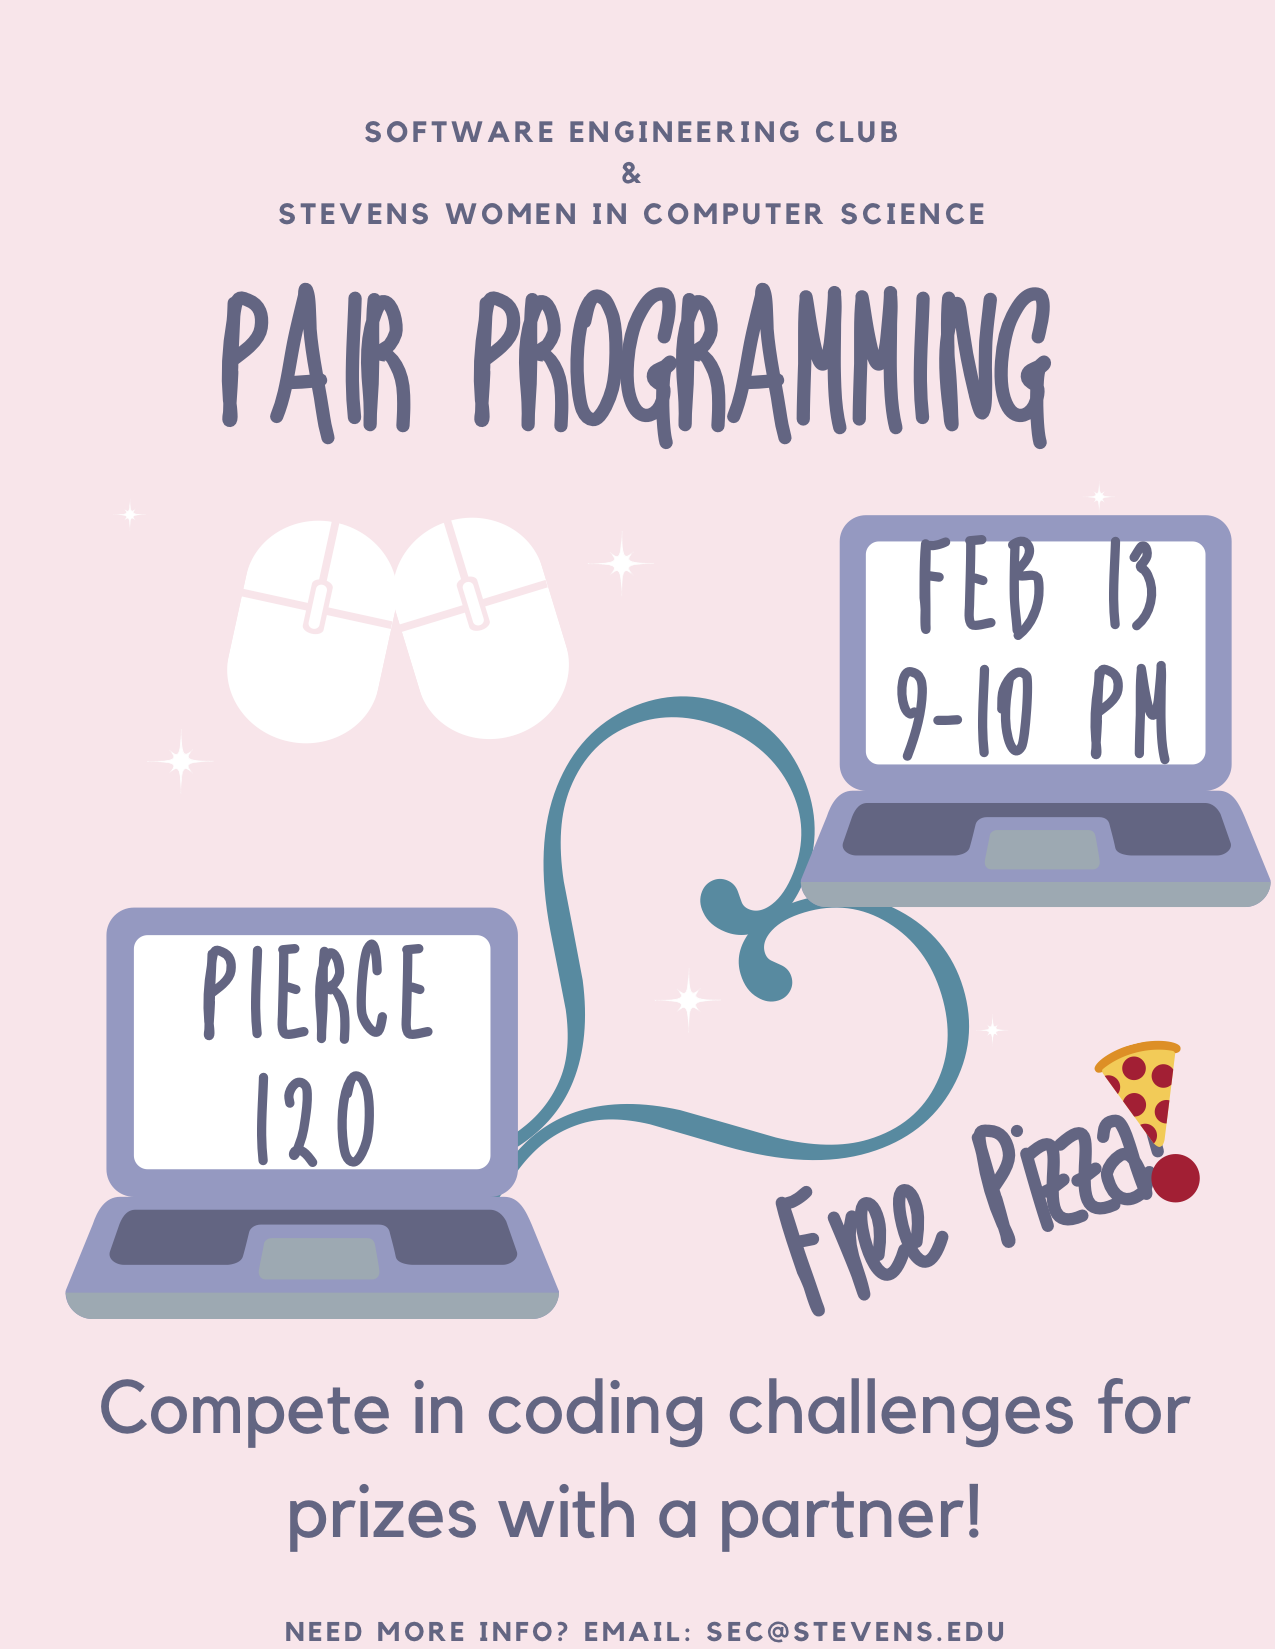 SOFTWARE ENGINEERING CLUB
&
STEVENS WOMEN IN COMPUTER SCIENCE
PAIR PROGRAMMING
FEB 13
9-10 PM
PIERCE
120
Free Pizza!
Compete in coding challenges for
prizes with a partner!
NEED MORE INFO? EMAIL: SEC@STEVENS.EDU